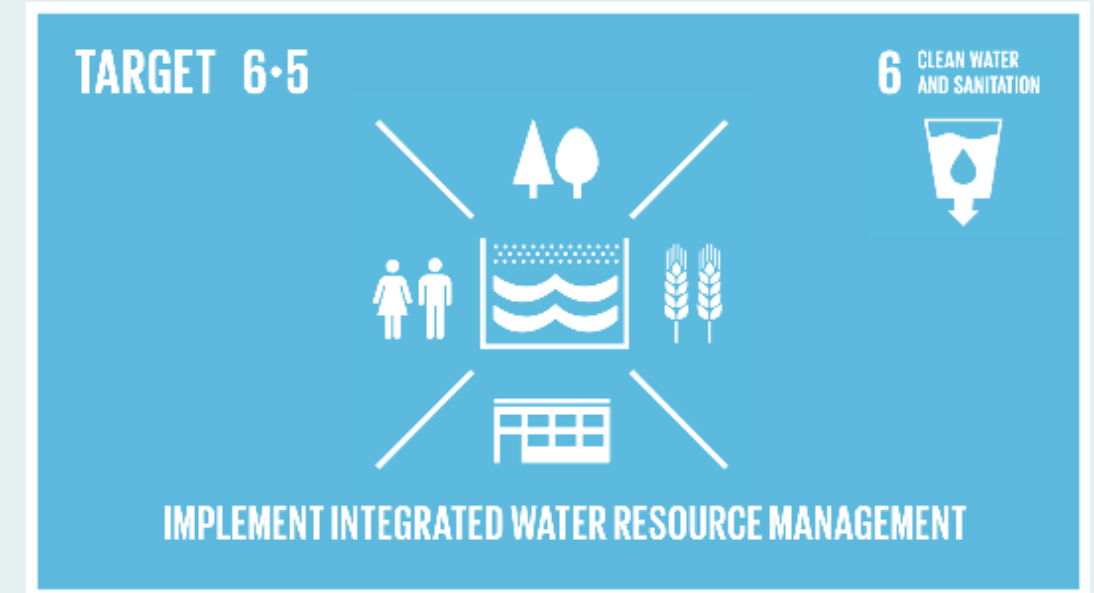 TARGET 6•5
6 CLEAN WATER
AND SANITATION
IMPLEMENT INTEGRATED WATER RESOURCE MANAGEMENT